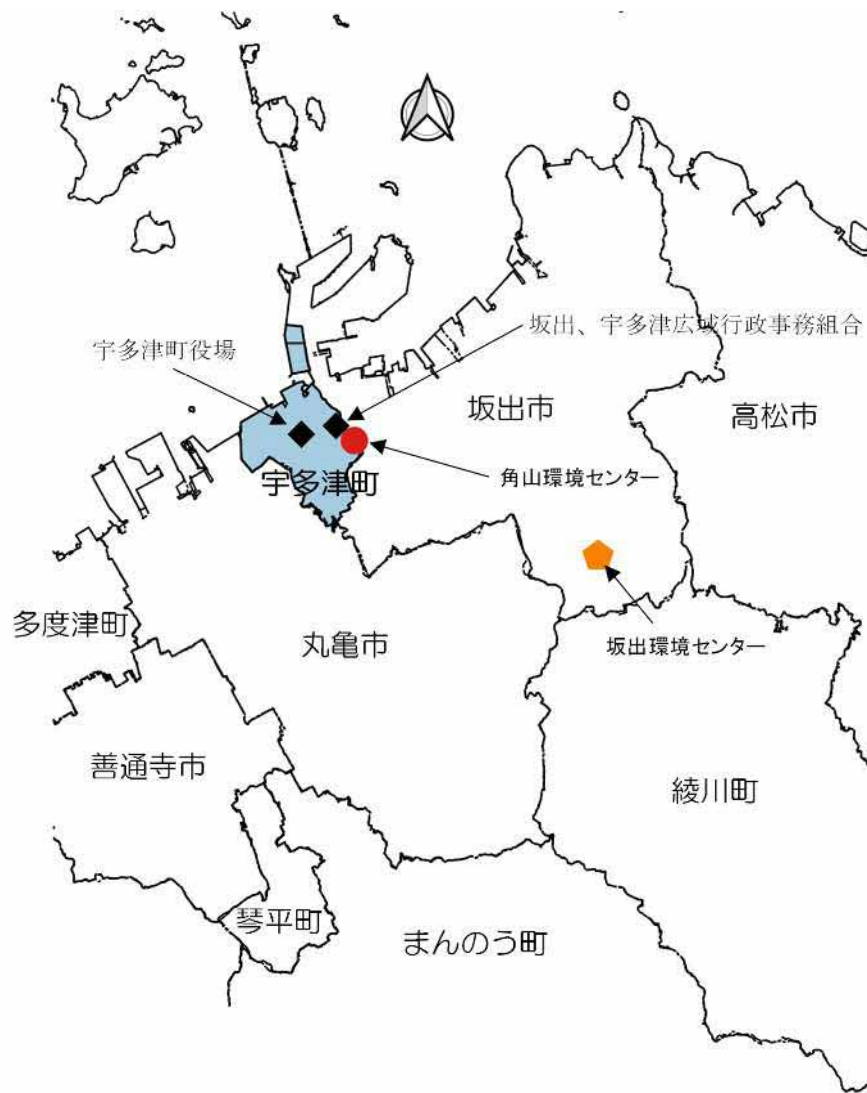 坂出、宇多津広域行政事務組合
宇多津町役場
坂出市
高松市
角山環境センター
宇多津町
多度津町
丸亀市
坂出環境センター
善通寺市
綾川町
琴平町
まんのう町